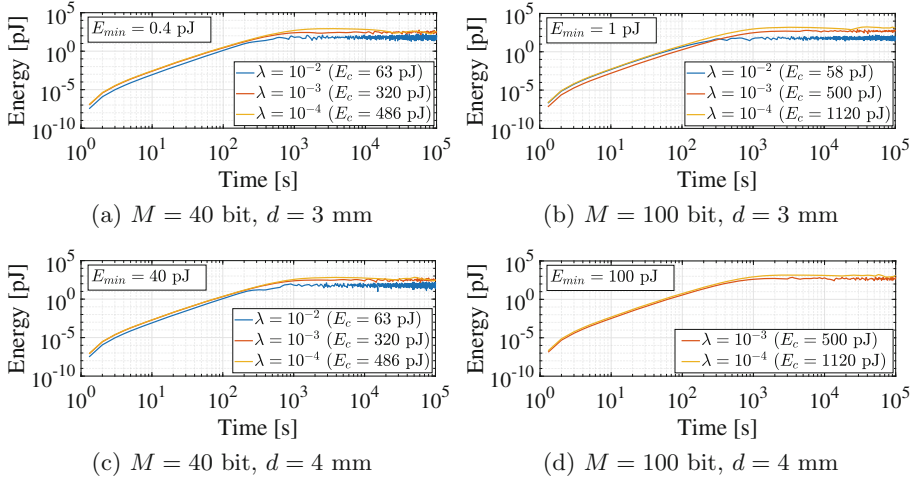 Energy [pJ]
10^5
10^0
10^-5
10^-10
E_min = 0.4 pJ
λ = 10^-2 (E_c = 63 pJ)
λ = 10^-3 (E_c = 320 pJ)
λ = 10^-4 (E_c = 486 pJ)
10^0 10^1 10^2 10^3 10^4 10^5
Time [s]
(a) M = 40 bit, d = 3 mm
Energy [pJ]
10^5
10^0
10^-5
10^-10
E_min = 1 pJ
λ = 10^-2 (E_c = 58 pJ)
λ = 10^-3 (E_c = 500 pJ)
λ = 10^-4 (E_c = 1120 pJ)
10^0 10^1 10^2 10^3 10^4 10^5
Time [s]
(b) M = 100 bit, d = 3 mm
Energy [pJ]
10^5
10^0
10^-5
10^-10
E_min = 40 pJ
λ = 10^-2 (E_c = 63 pJ)
λ = 10^-3 (E_c = 320 pJ)
λ = 10^-4 (E_c = 486 pJ)
10^0 10^1 10^2 10^3 10^4 10^5
Time [s]
(c) M = 40 bit, d = 4 mm
Energy [pJ]
10^5
10^0
10^-5
10^-10
E_min = 100 pJ
λ = 10^-3 (E_c = 500 pJ)
λ = 10^-4 (E_c = 1120 pJ)
10^0 10^1 10^2 10^3 10^4 10^5
Time [s]
(d) M = 100 bit, d = 4 mm